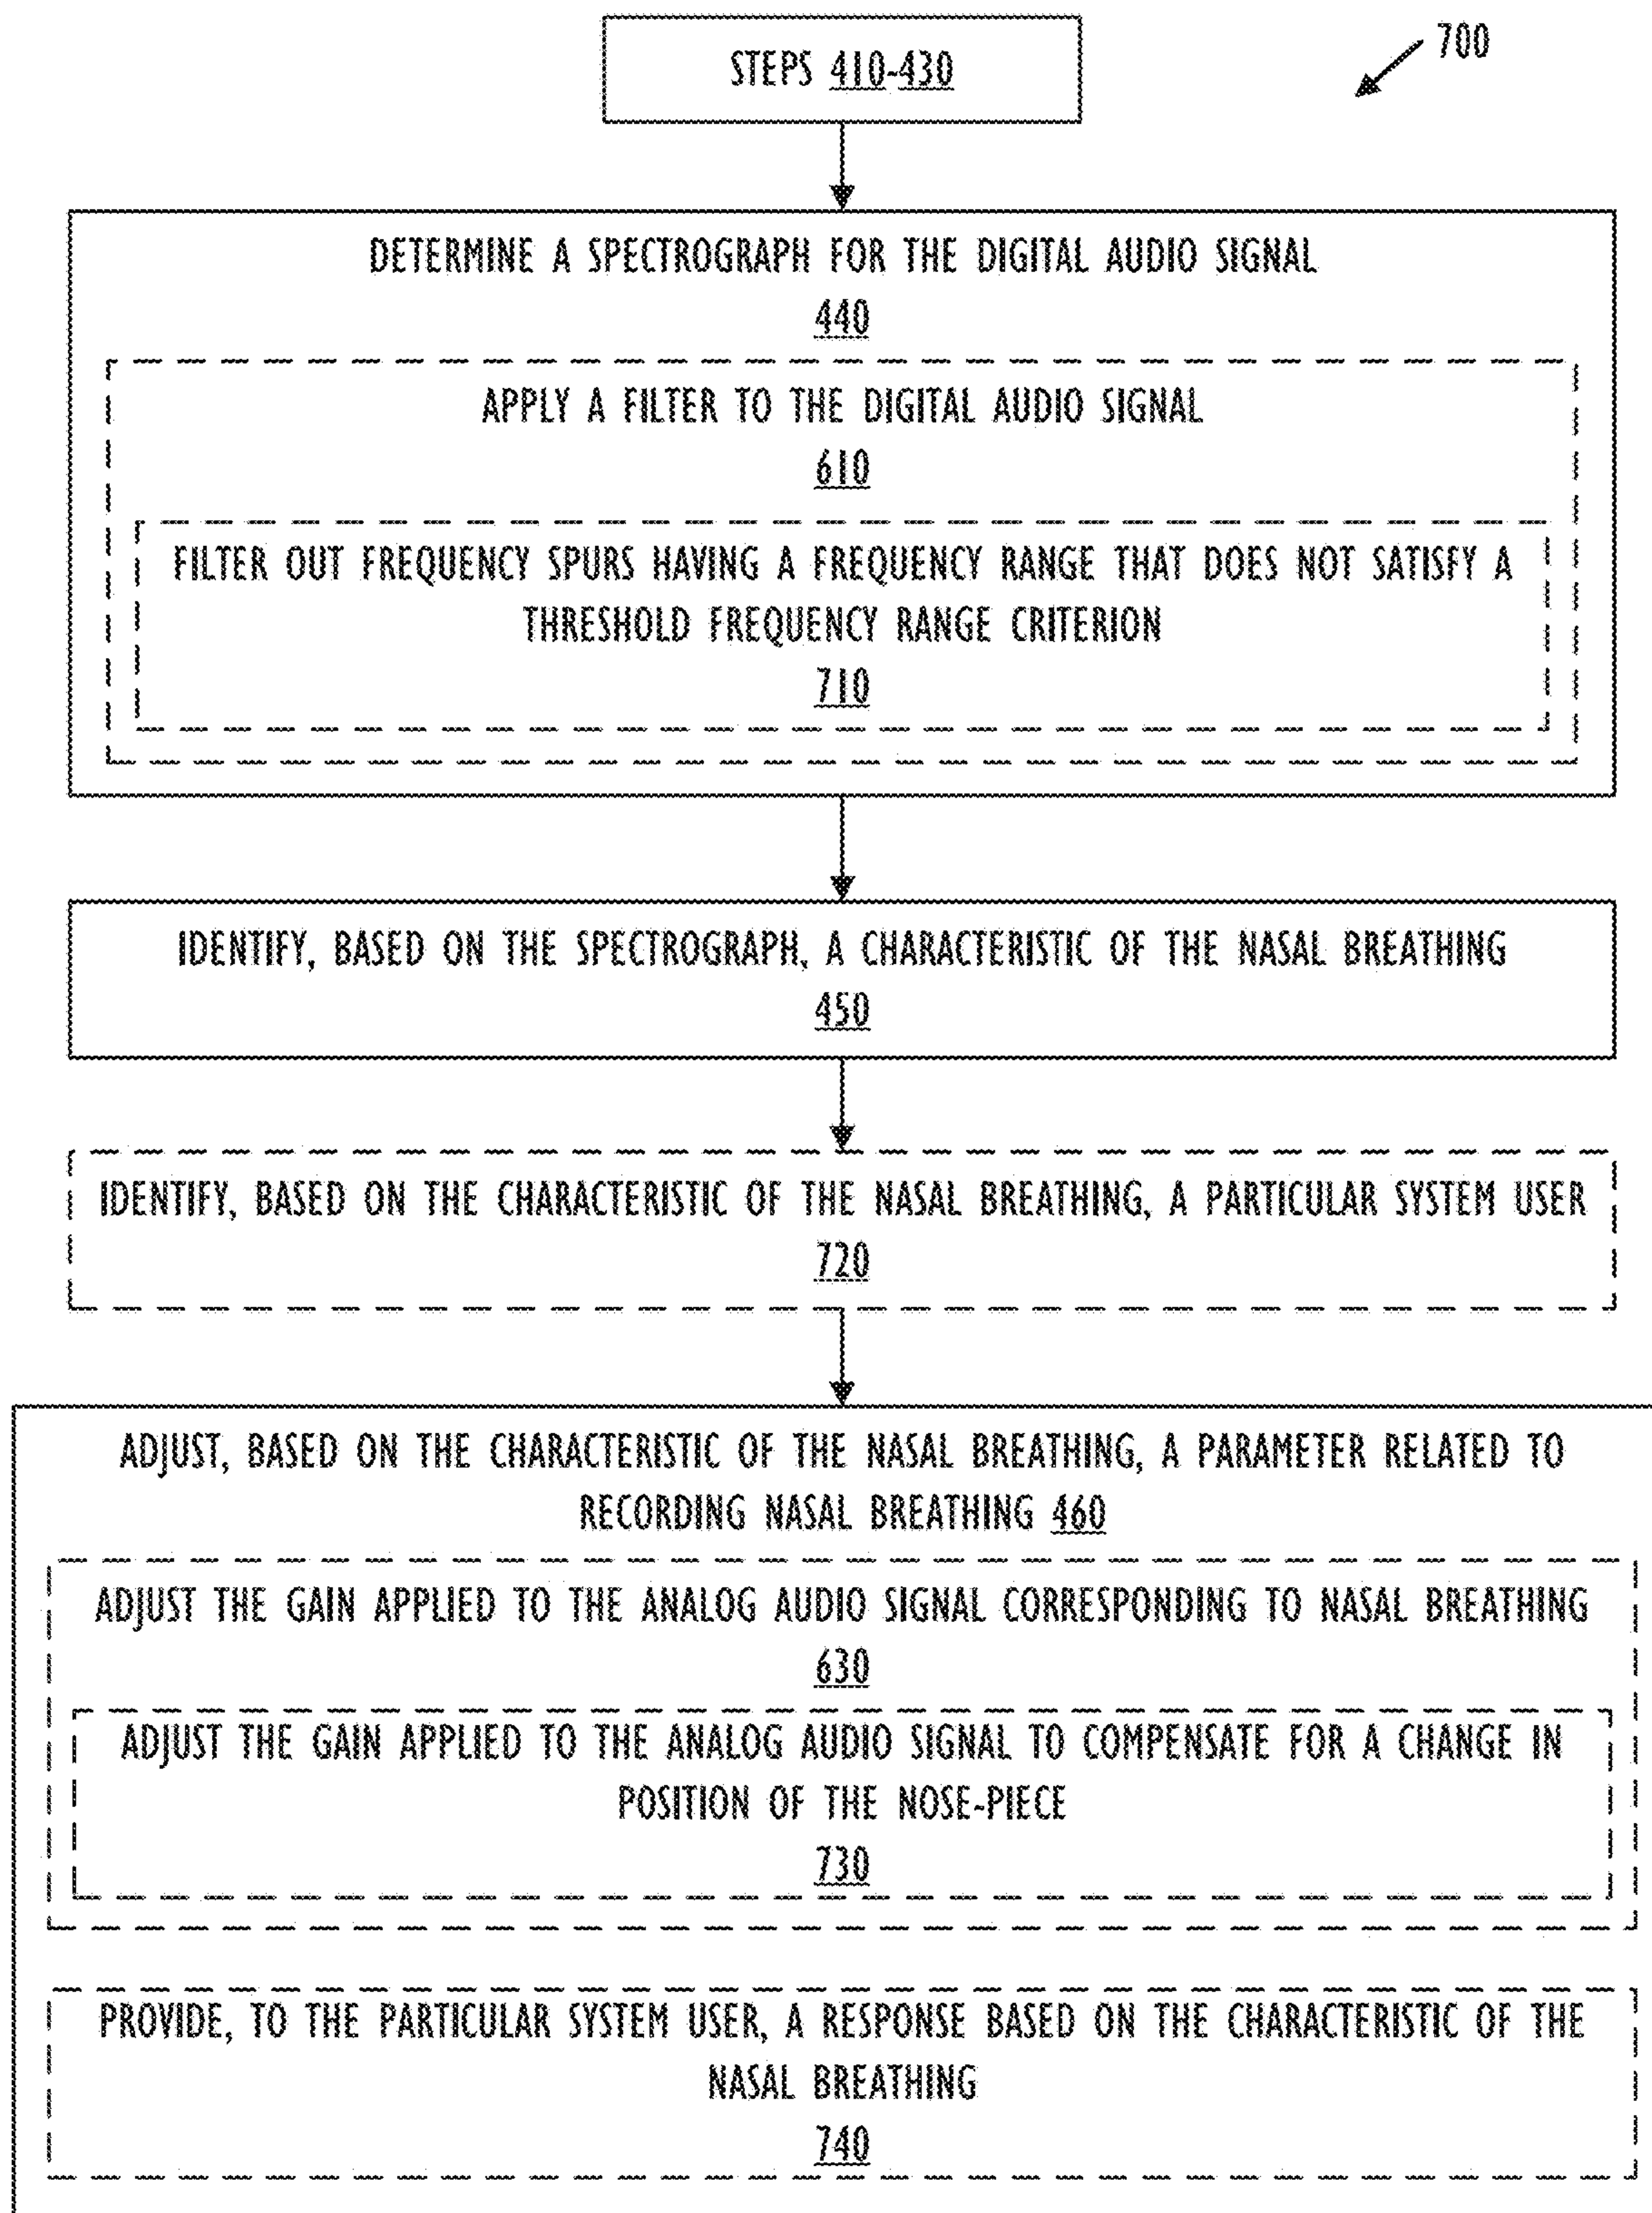 STEPS 410-430
700
DETERMINE A SPECTROGRAPH FOR THE DIGITAL AUDIO SIGNAL
440
APPLY A FILTER TO THE DIGITAL AUDIO SIGNAL
610
FILTER OUT FREQUENCY SPURS HAVING A FREQUENCY RANGE THAT DOES NOT SATISFY A
THRESHOLD FREQUENCY RANGE CRITERION
710
IDENTIFY, BASED ON THE SPECTROGRAPH, A CHARACTERISTIC OF THE NASAL BREATHING
450
IDENTIFY, BASED ON THE CHARACTERISTIC OF THE NASAL BREATHING, A PARTICULAR SYSTEM USER
720
ADJUST, BASED ON THE CHARACTERISTIC OF THE NASAL BREATHING, A PARAMETER RELATED TO
RECORDING NASAL BREATHING 460
ADJUST THE GAIN APPLIED TO THE ANALOG AUDIO SIGNAL CORRESPONDING TO NASAL BREATHING
630
ADJUST THE GAIN APPLIED TO THE ANALOG AUDIO SIGNAL TO COMPENSATE FOR A CHANGE IN
POSITION OF THE NOSE-PIECE
730
PROVIDE, TO THE PARTICULAR SYSTEM USER, A RESPONSE BASED ON THE CHARACTERISTIC OF THE
NASAL BREATHING
740